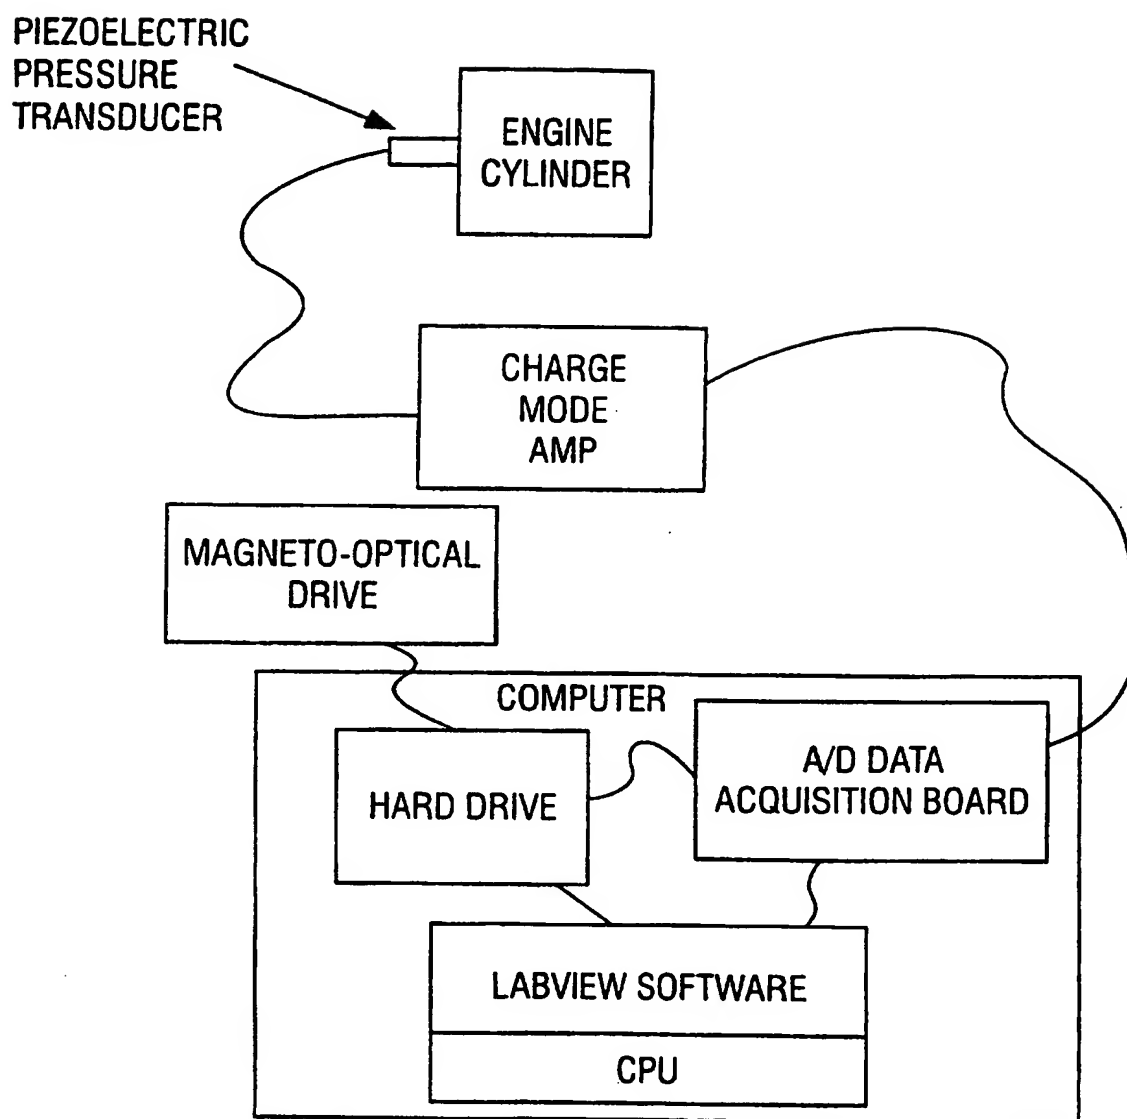 PIEZOELECTRIC
PRESSURE
TRANSDUCER
ENGINE
CYLINDER
CHARGE
MODE
AMP
MAGNETO-OPTICAL
DRIVE
COMPUTER
HARD DRIVE
A/D DATA
ACQUISITION BOARD
LABVIEW SOFTWARE
CPU